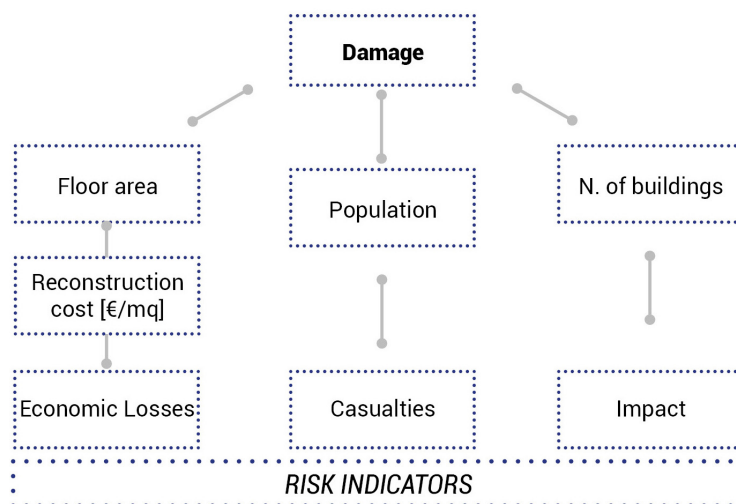 Damage
Floor area
Population
N. of buildings
Reconstruction
cost [€/mq]
Economic Losses
Casualties
Impact
RISK INDICATORS